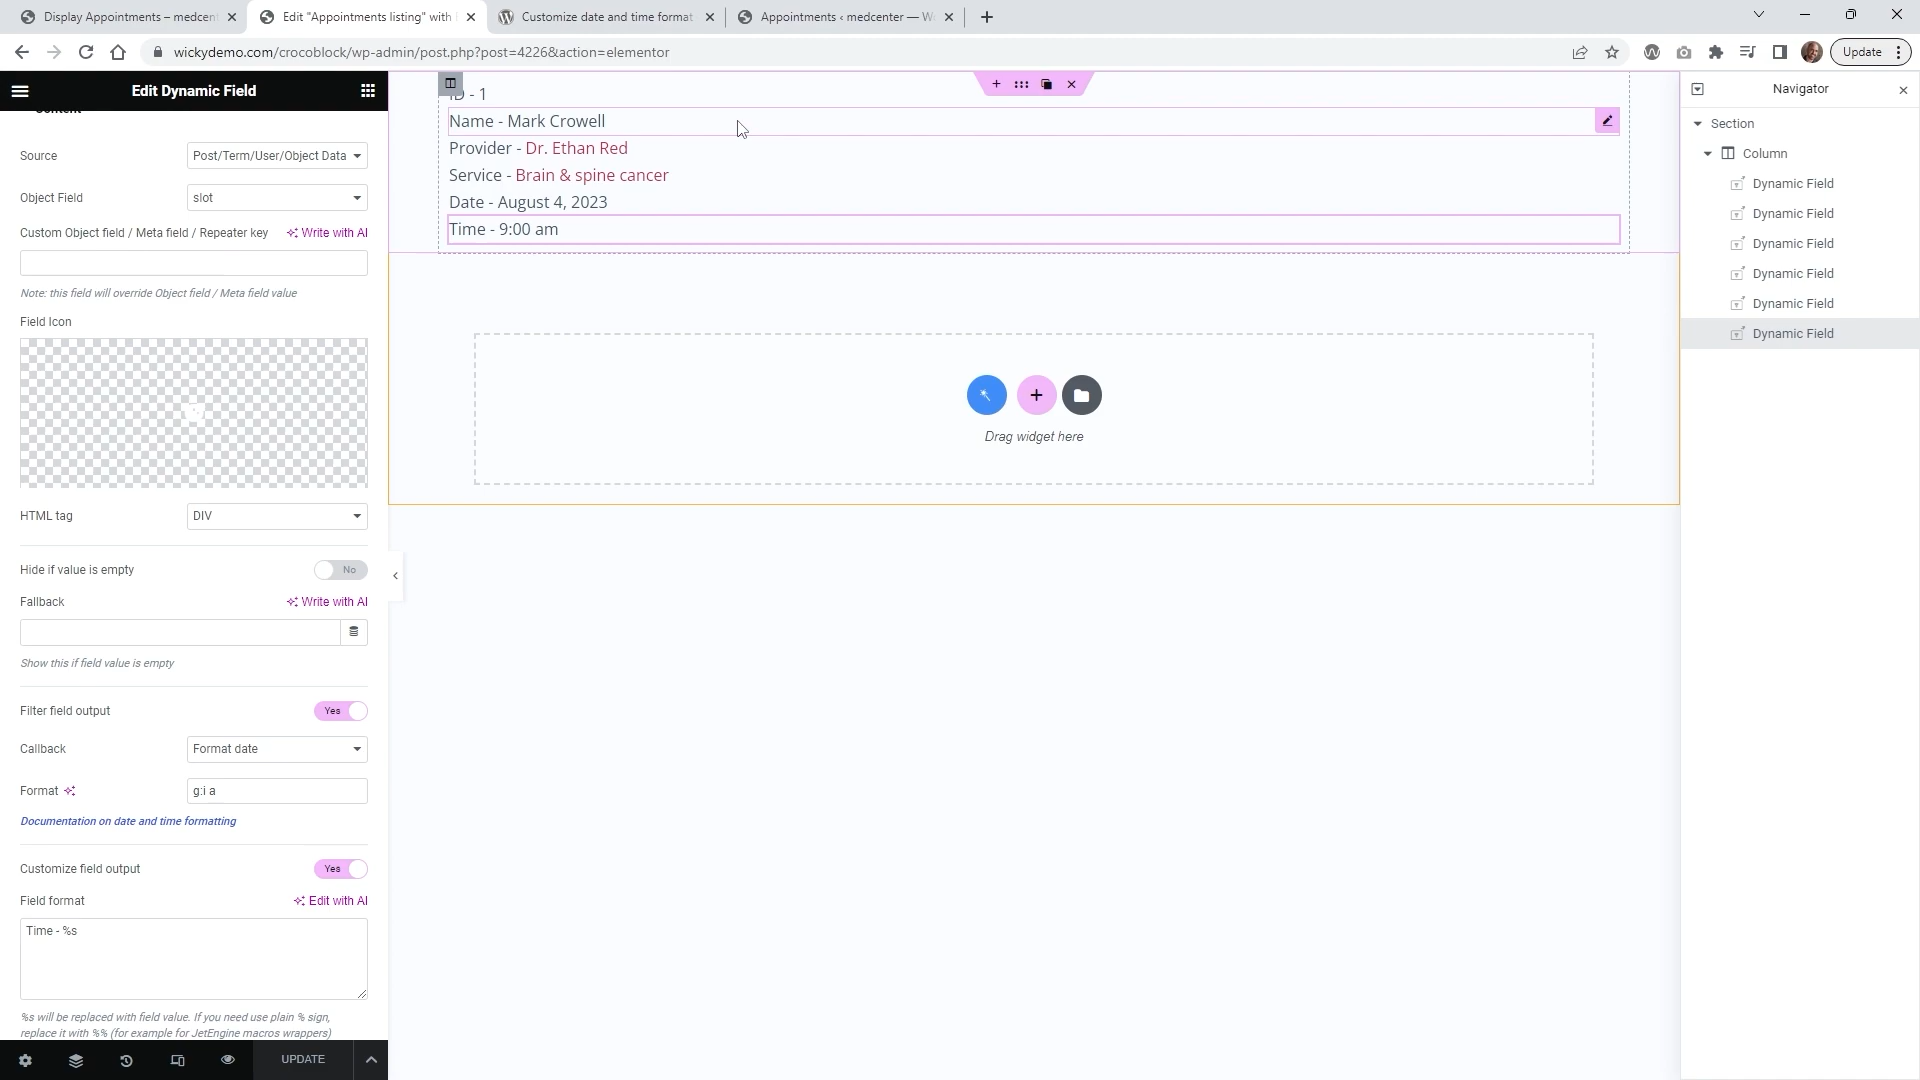 Display Appointments – medcen
Edit "Appointments listing" with
Customize date and time format
Appointments ‹ medcenter — W
wickydemo.com/crocoblock/wp-admin/post.php?post=4226&action=elementor
Update
Edit Dynamic Field
Content
Source
Post/Term/User/Object Data
Object Field
slot
Custom Object field / Meta field / Repeater key
Write with AI
Note: this field will override Object field / Meta field value
Field Icon
HTML tag
DIV
Hide if value is empty
No
Fallback
Write with AI
Show this if field value is empty
Filter field output
Yes
Callback
Format date
Format
g:i a
Documentation on date and time formatting
Customize field output
Yes
Field format
Edit with AI
Time - %s
%s will be replaced with field value. If you need use plain % sign,
replace it with %% (for example for JetEngine macros wrappers)
UPDATE
ID - 1
Name - Mark Crowell
Provider - Dr. Ethan Red
Service - Brain & spine cancer
Date - August 4, 2023
Time - 9:00 am
Drag widget here
Navigator
Section
Column
Dynamic Field
Dynamic Field
Dynamic Field
Dynamic Field
Dynamic Field
Dynamic Field